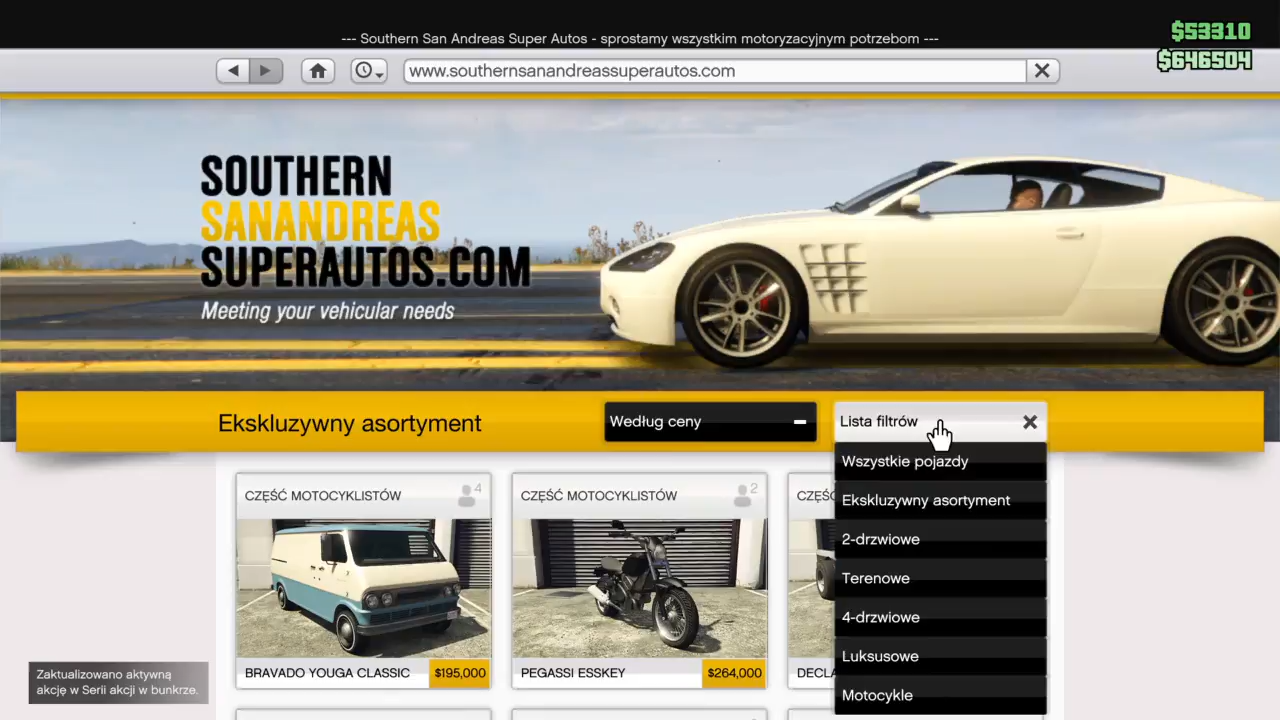 --- Southern San Andreas Super Autos - sprostamy wszystkim motoryzacyjnym potrzebom ---
$53310
$646504
www.southernsanandreassuperautos.com
SOUTHERN
SANANDREAS
SUPERAUTOS.COM
Meeting your vehicular needs
Ekskluzywny asortyment
Według ceny
Lista filtrów
Wszystkie pojazdy
Ekskluzywny asortyment
2-drzwiowe
Terenowe
4-drzwiowe
Luksusowe
Motocykle
CZĘŚĆ MOTOCYKLISTÓW 4
CZĘŚĆ MOTOCYKLISTÓW 2
CZĘŚ
BRAVADO YOUGA CLASSIC $195,000
PEGASSI ESSKEY $264,000
DECLA
Zaktualizowano aktywną
akcję w Serii akcji w bunkrze.